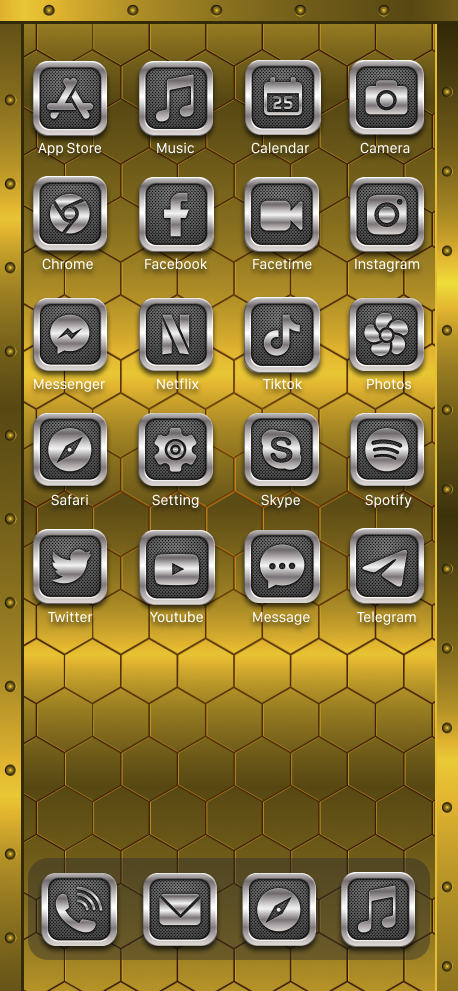 App Store Music Calendar Camera
25
Chrome Facebook Facetime Instagram
Messenger Netflix Tiktok Photos
Safari Setting Skype Spotify
Twitter Youtube Message Telegram